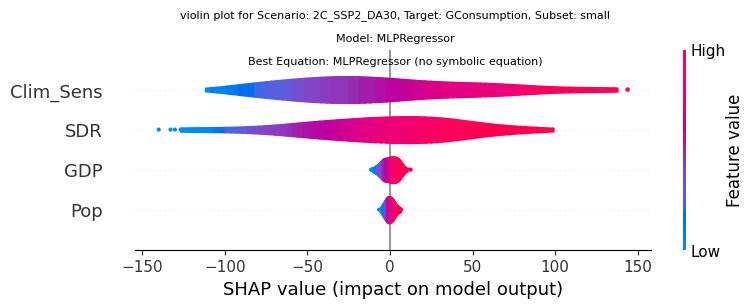 violin plot for Scenario: 2C_SSP2_DA30, Target: GConsumption, Subset: small
Model: MLPRegressor
Best Equation: MLPRegressor (no symbolic equation)
High
Clim_Sens
SDR
GDP
Pop
Feature value
Low
−150 −100 −50 0 50 100 150
SHAP value (impact on model output)